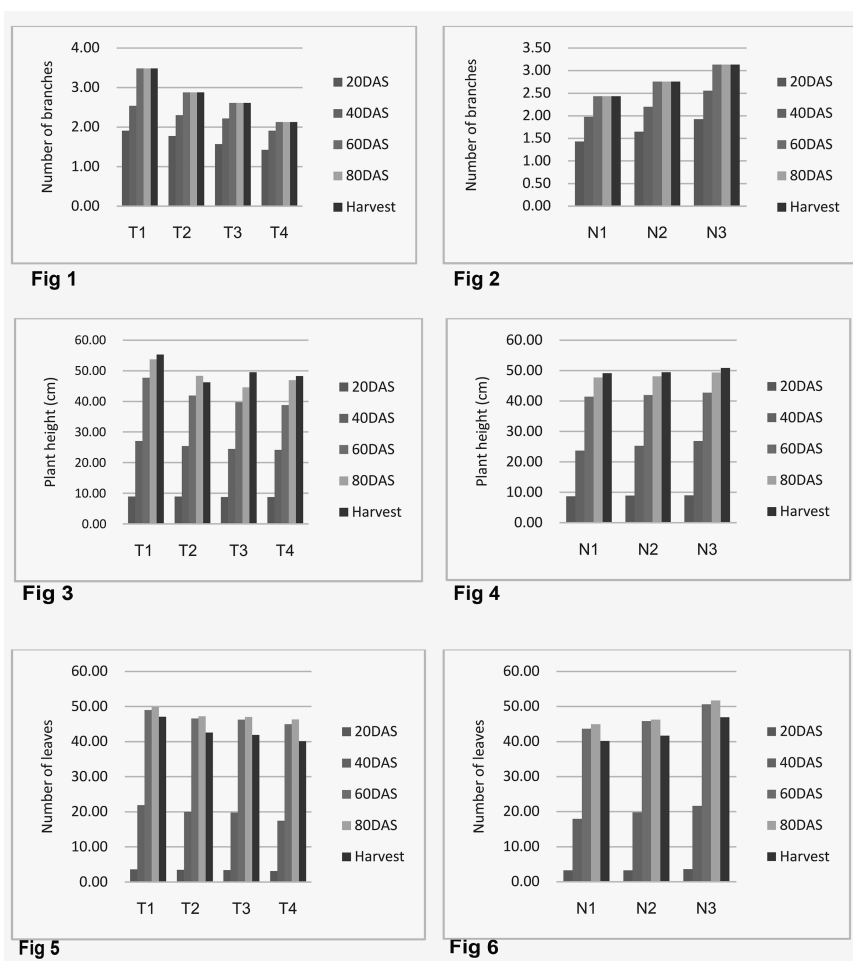 Number of branches
4.00
3.00
2.00
1.00
0.00
T1 T2 T3 T4
20DAS
40DAS
60DAS
80DAS
Harvest
Fig 1
Number of branches
3.50
3.00
2.50
2.00
1.50
1.00
0.50
0.00
N1 N2 N3
20DAS
40DAS
60DAS
80DAS
Harvest
Fig 2
Plant height (cm)
60.00
50.00
40.00
30.00
20.00
10.00
0.00
T1 T2 T3 T4
20DAS
40DAS
60DAS
80DAS
Harvest
Fig 3
Plant height (cm)
60.00
50.00
40.00
30.00
20.00
10.00
0.00
N1 N2 N3
20DAS
40DAS
60DAS
80DAS
Harvest
Fig 4
Number of leaves
60.00
50.00
40.00
30.00
20.00
10.00
0.00
T1 T2 T3 T4
20DAS
40DAS
60DAS
80DAS
Harvest
Fig 5
Number of leaves
60.00
50.00
40.00
30.00
20.00
10.00
0.00
N1 N2 N3
20DAS
40DAS
60DAS
80DAS
Harvest
Fig 6